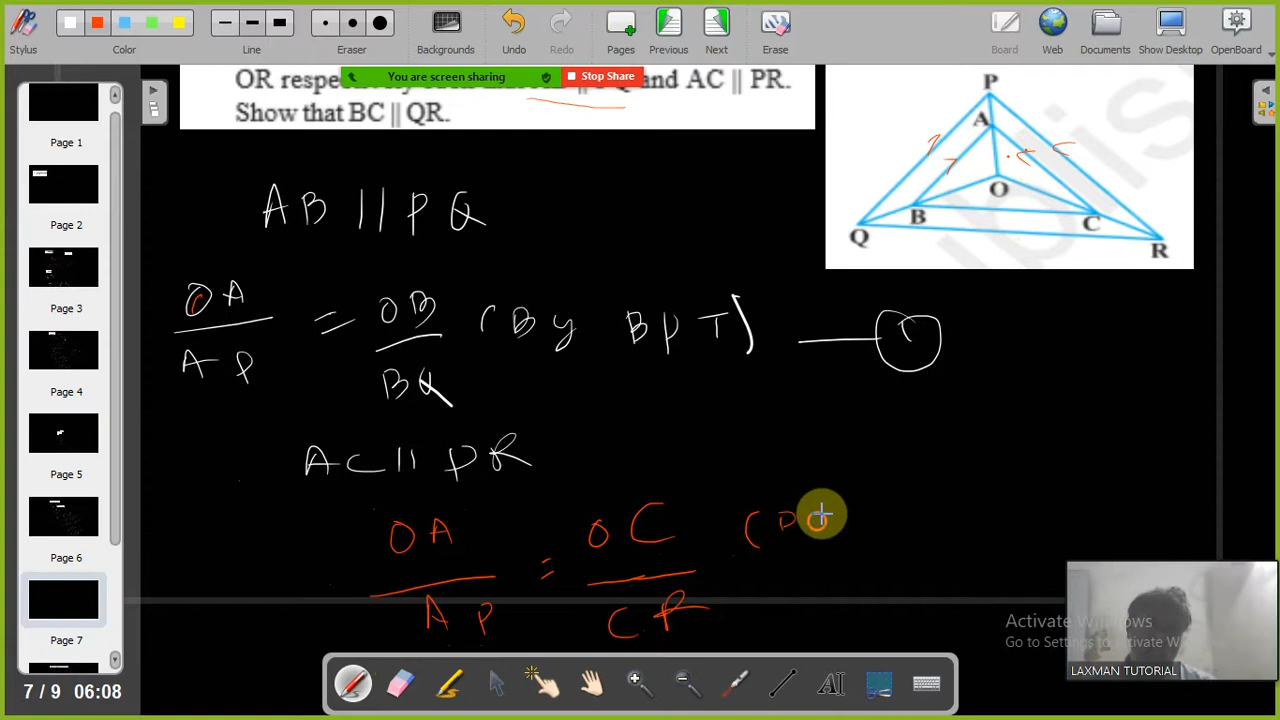 Stylus Color Line Eraser Backgrounds Undo Redo Pages Previous Next Erase Board Web Documents Show Desktop OpenBoard
You are screen sharing Stop Share
OR respectively
and AC || PR.
Show that BC || QR.
P
A
O
B
C
Q
R
AB || PQ
OA / AP = OB / BQ (By BPT) — 1
AC || PR
OA / AP = OC / CR
Page 1
Page 2
Page 3
Page 4
Page 5
Page 6
Page 7
7 / 9 06:08
Activate Windows
Go to Settings to Activate W
LAXMAN TUTORIAL